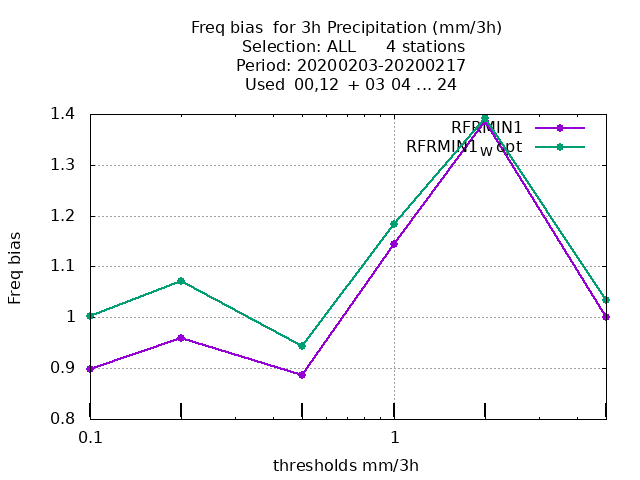 Freq bias  for 3h Precipitation (mm/3h)
Selection: ALL      4 stations
Period: 20200203-20200217
Used  00,12  + 03 04 ... 24
1.4
1.3
1.2
1.1
1
0.9
0.8
Freq bias
RFRMIN1
RFRMIN1W opt
0.1
1
thresholds mm/3h